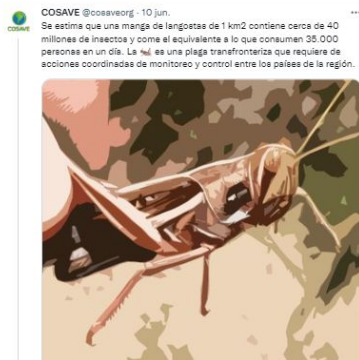 COSAVE @cosaveorg · 10 jun.
Se estima que una manga de langostas de 1 km2 contiene cerca de 40
millones de insectos y come el equivalente a lo que consumen 35.000
personas en un día. La 🦗 es una plaga transfronteriza que requiere de
acciones coordinadas de monitoreo y control entre los países de la región.
COSAVE